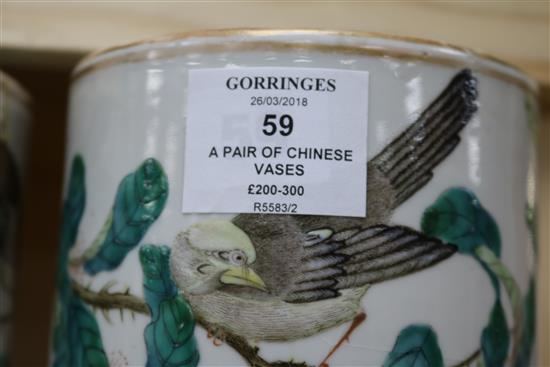 GORRINGES
26/03/2018
59
A PAIR OF CHINESE
VASES
£200-300
R5583/2